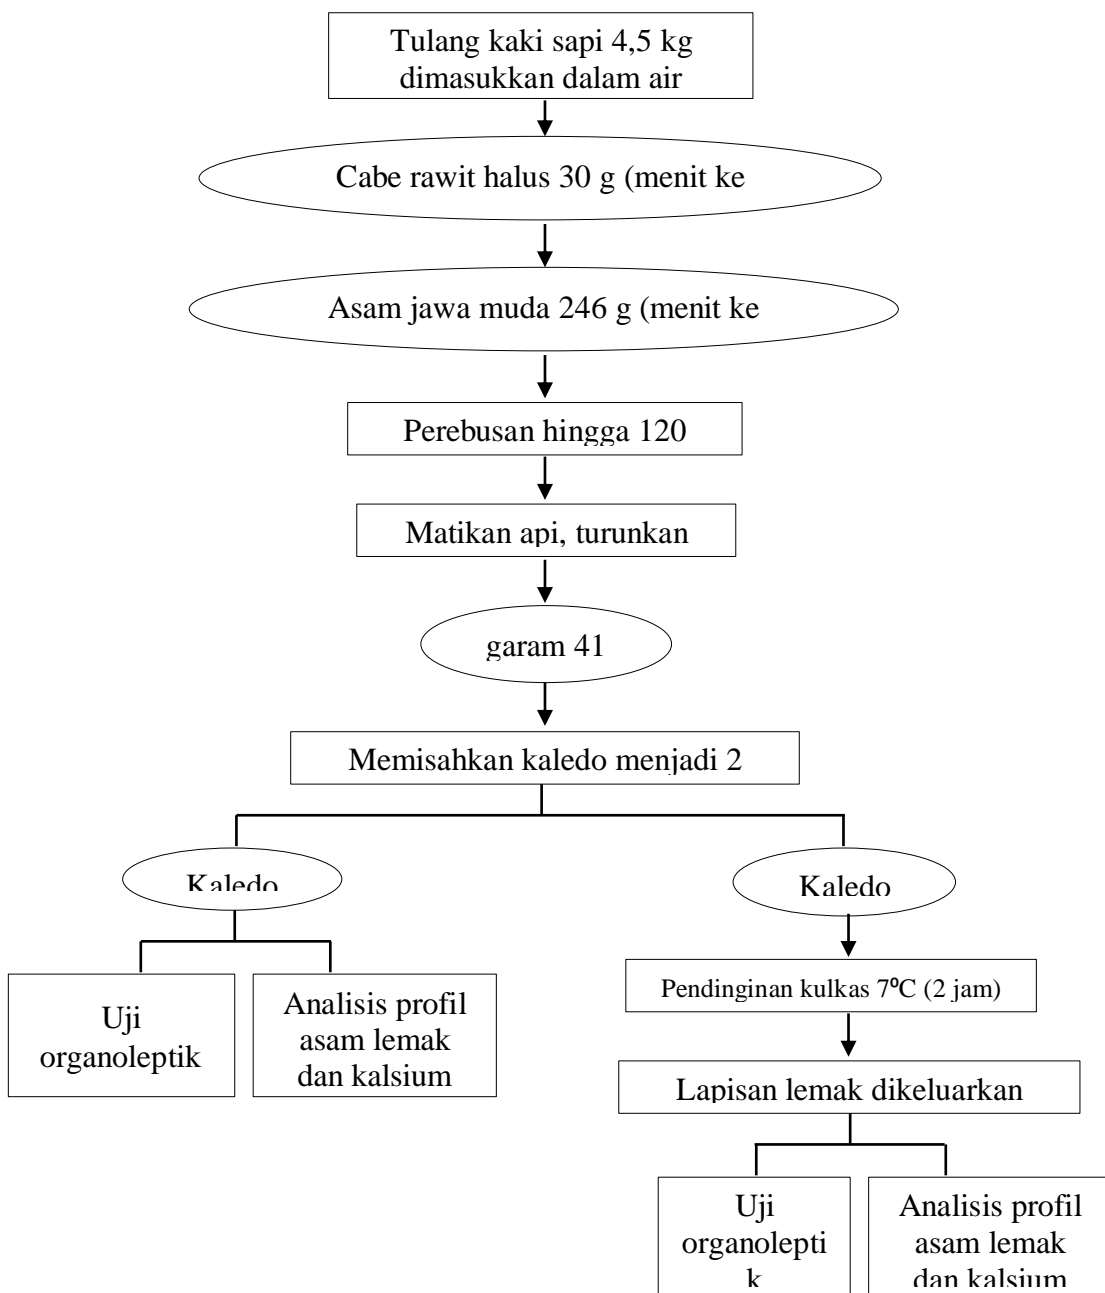 Tulang kaki sapi 4,5 kg
dimasukkan dalam air
Cabe rawit halus 30 g (menit ke
Asam jawa muda 246 g (menit ke
Perebusan hingga 120
Matikan api, turunkan
garam 41
Memisahkan kaledo menjadi 2
Kaledo
Uji
organoleptik
Analisis profil
asam lemak
dan kalsium
Kaledo
Pendinginan kulkas 7⁰C (2 jam)
Lapisan lemak dikeluarkan
Uji
organolepti
k
Analisis profil
asam lemak
dan kalsium